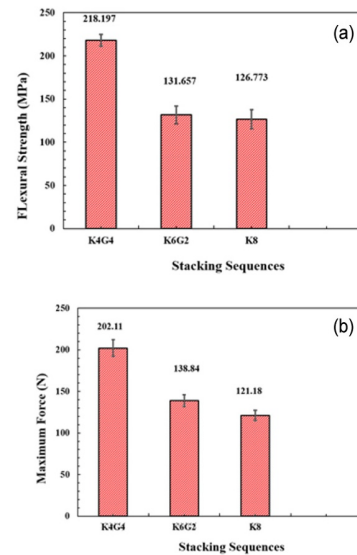 (a)
250
218.197
200
150
131.657
126.773
100
50
0
FLexural Strength (MPa)
K4G4 K6G2 K8
Stacking Sequences
(b)
250
202.11
200
150
138.84
121.18
100
50
0
Maximum Force (N)
K4G4 K6G2 K8
Stacking Sequences